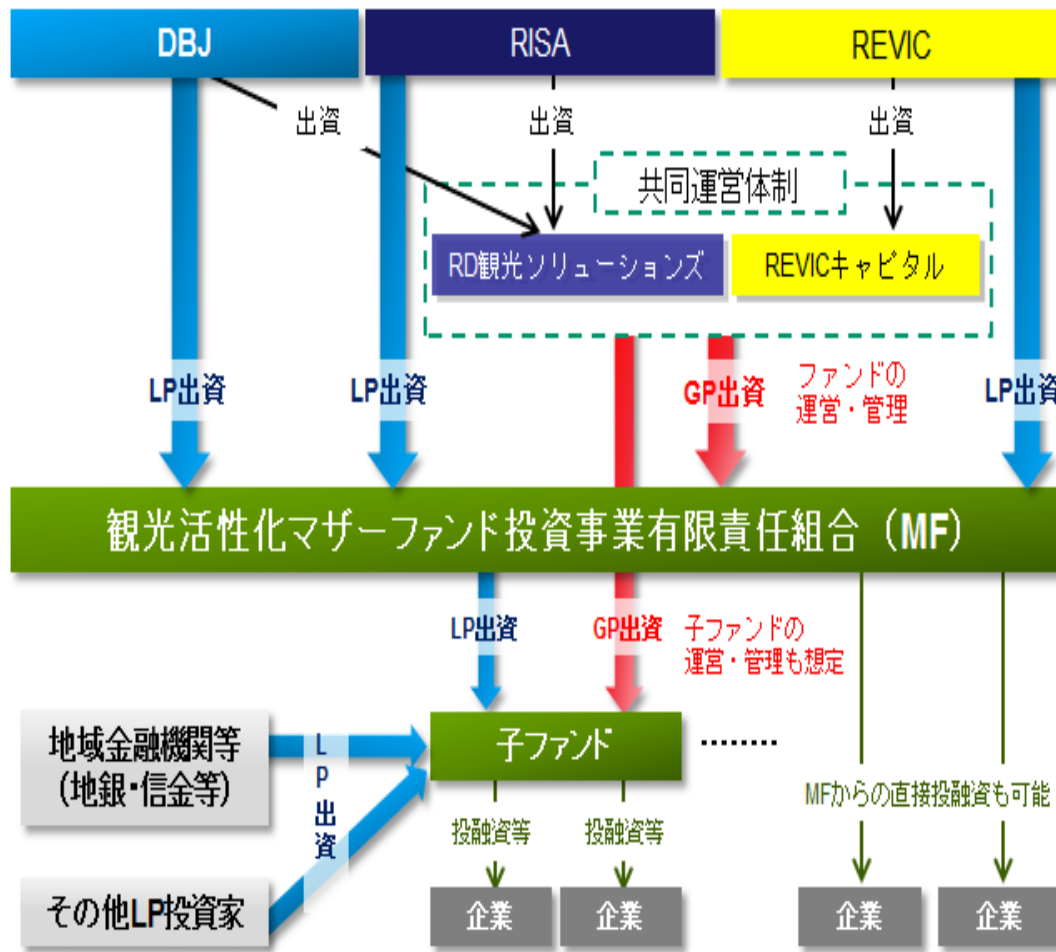 DBJ
RISA
REVIC
出資
出資
出資
共同運営体制
RD観光ソリューションズ
REVICキャピタル
LP出資
LP出資
GP出資
ファンドの
運営・管理
LP出資
観光活性化マザーファンド投資事業有限責任組合（MF）
LP出資
GP出資
子ファンドの
運営・管理も想定
地域金融機関等
（地銀・信金等）
LP出資
子ファンド
………
MFからの直接投融資も可能
投融資等
投融資等
その他LP投資家
企業
企業
企業
企業